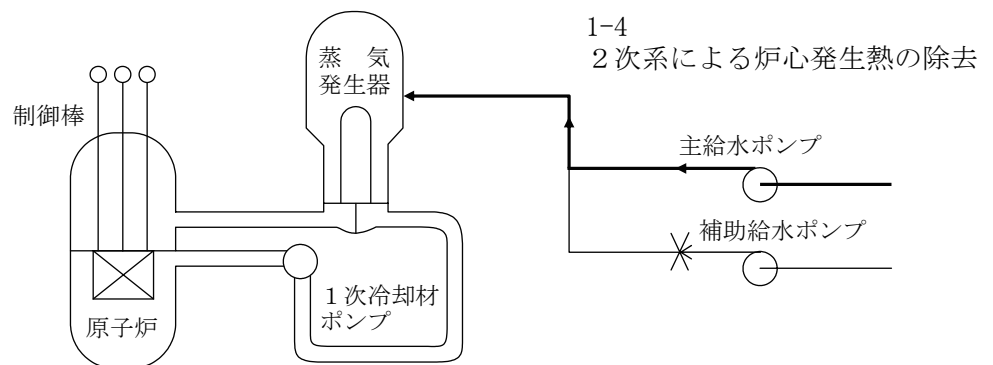 1-4
２次系による炉心発生熱の除去
蒸　気
発生器
制御棒
主給水ポンプ
補助給水ポンプ
１次冷却材
ポンプ
原子炉